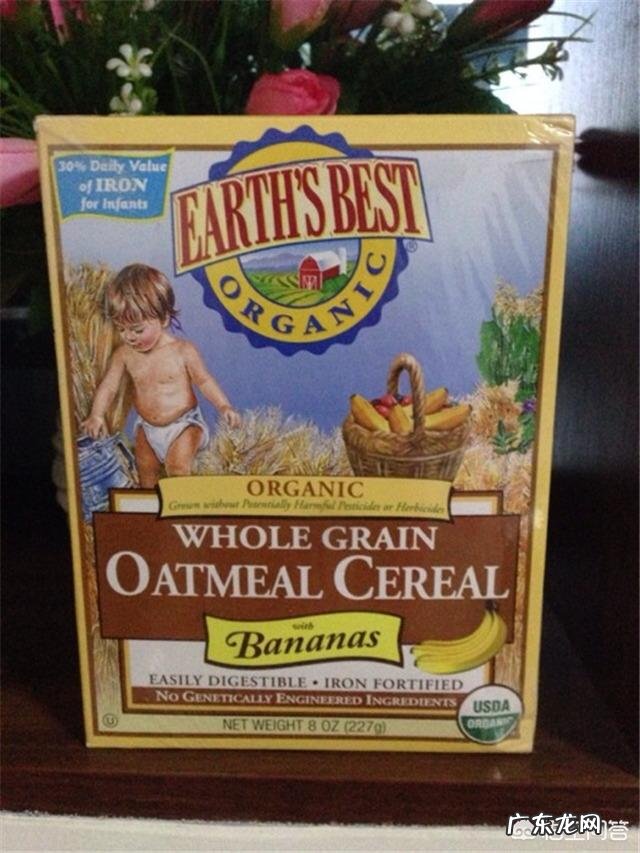 30% Daily Value
of IRON
for Infants
EARTH'S BEST
®
ORGANIC
ORGANIC
Grown without Potentially Harmful Pesticides or Herbicides
WHOLE GRAIN
OATMEAL CEREAL
with
Bananas
EASILY DIGESTIBLE • IRON FORTIFIED
NO GENETICALLY ENGINEERED INGREDIENTS
U
NET WEIGHT 8 OZ (227g)
USDA
ORGANIC
广东龙网